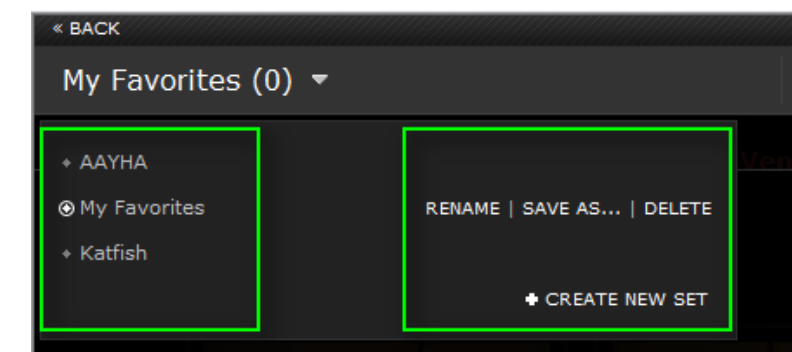 « BACK
My Favorites (0)
AAYHA
My Favorites
RENAME | SAVE AS... | DELETE
Katfish
CREATE NEW SET